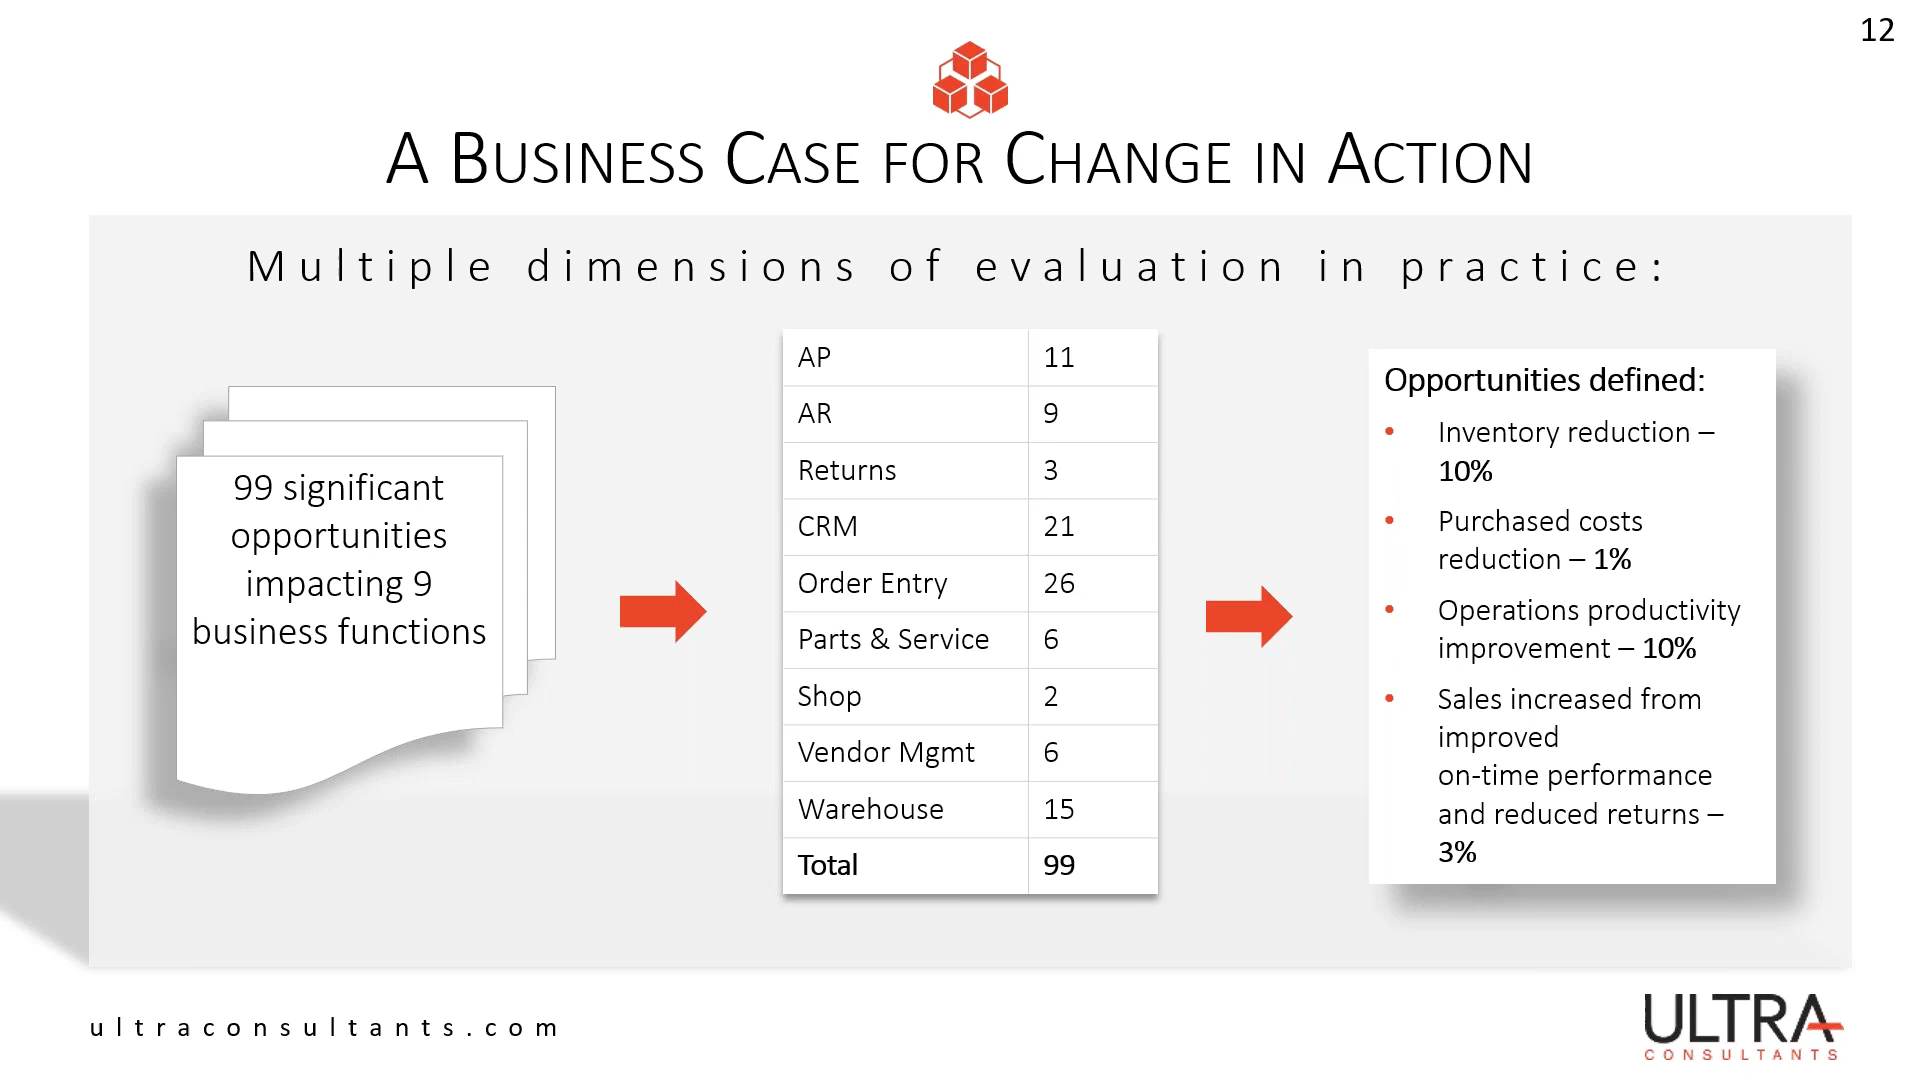 12
A Business Case for Change in Action
Multiple dimensions of evaluation in practice:
99 significant
opportunities
impacting 9
business functions
AP 11
AR 9
Returns 3
CRM 21
Order Entry 26
Parts & Service 6
Shop 2
Vendor Mgmt 6
Warehouse 15
Total 99
Opportunities defined:
• Inventory reduction –
10%
• Purchased costs
reduction – 1%
• Operations productivity
improvement – 10%
• Sales increased from
improved
on-time performance
and reduced returns –
3%
ultraconsultants.com
ULTRA
CONSULTANTS